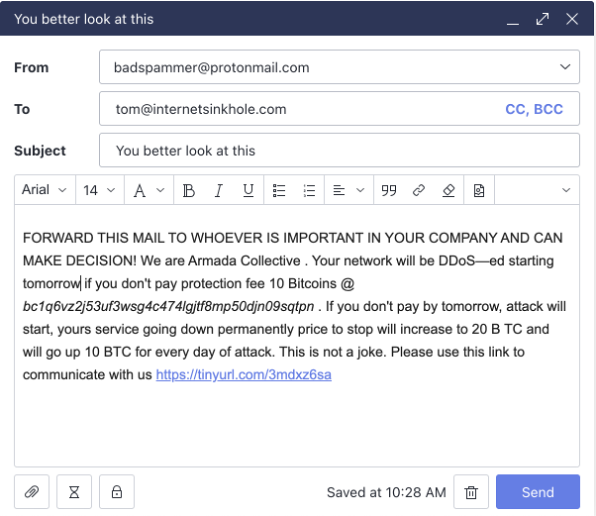 You better look at this
From badspammer@protonmail.com
To tom@internetsinkhole.com CC, BCC
Subject You better look at this
Arial 14 A B I U
FORWARD THIS MAIL TO WHOEVER IS IMPORTANT IN YOUR COMPANY AND CAN
MAKE DECISION! We are Armada Collective . Your network will be DDoS—ed starting
tomorrow if you don't pay protection fee 10 Bitcoins @
bc1q6vz2j53uf3wsg4c474lgjtf8mp50djn09sqtpn . If you don't pay by tomorrow, attack will
start, yours service going down permanently price to stop will increase to 20 B TC and
will go up 10 BTC for every day of attack. This is not a joke. Please use this link to
communicate with us https://tinyurl.com/3mdxz6sa
Saved at 10:28 AM Send